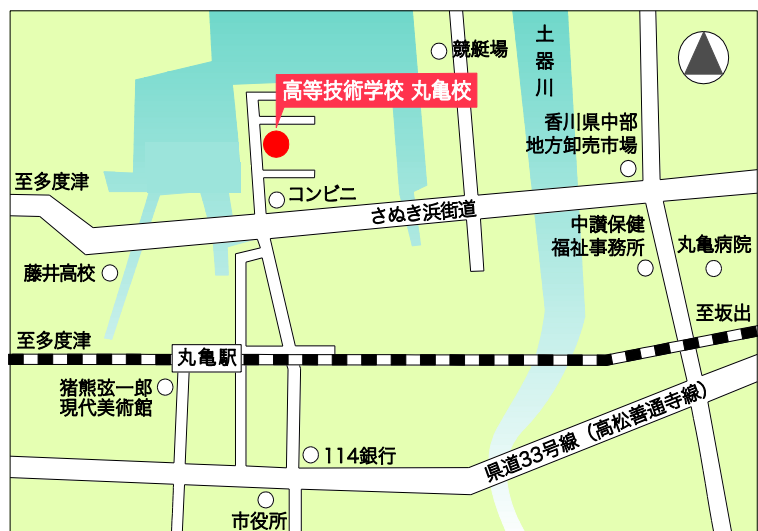 土器川
競艇場
高等技術学校 丸亀校
香川県中部
地方卸売市場
至多度津
コンビニ
さぬき浜街道
中讃保健
福祉事務所
丸亀病院
藤井高校
至坂出
至多度津
丸亀駅
猪熊弦一郎
現代美術館
県道33号線（高松善通寺線）
114銀行
市役所